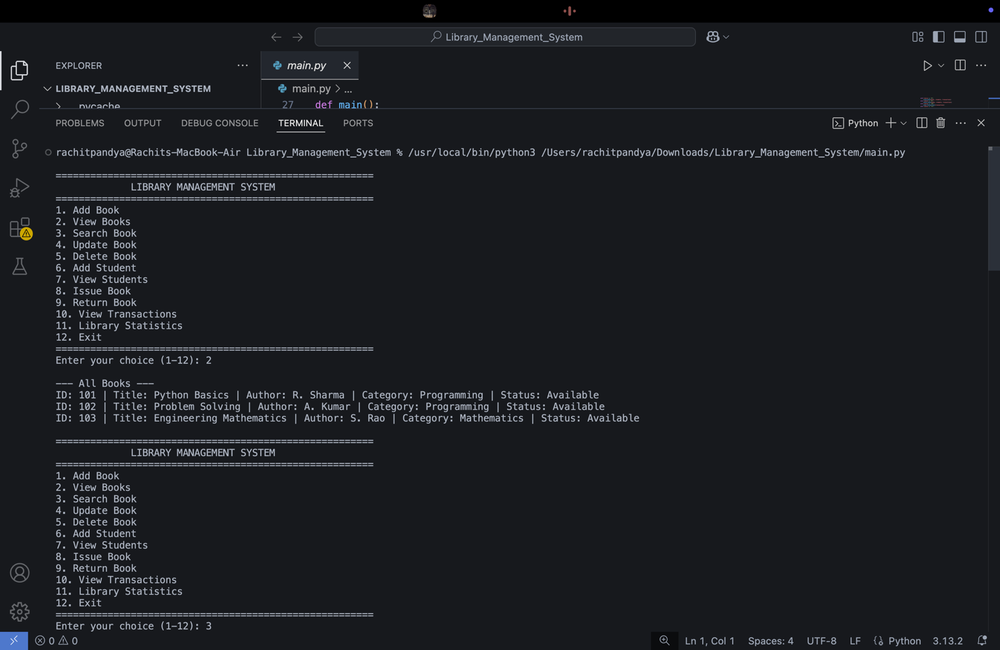 Library_Management_System
EXPLORER
main.py
LIBRARY_MANAGEMENT_SYSTEM
main.py > ...
pycache
27 def main():
PROBLEMS OUTPUT DEBUG CONSOLE TERMINAL PORTS
Python
rachitpandya@Rachits-MacBook-Air Library_Management_System % /usr/local/bin/python3 /Users/rachitpandya/Downloads/Library_Management_System/main.py
=======================================================
LIBRARY MANAGEMENT SYSTEM
=======================================================
1. Add Book
2. View Books
3. Search Book
4. Update Book
5. Delete Book
6. Add Student
7. View Students
8. Issue Book
9. Return Book
10. View Transactions
11. Library Statistics
12. Exit
=======================================================
Enter your choice (1-12): 2
--- All Books ---
ID: 101 | Title: Python Basics | Author: R. Sharma | Category: Programming | Status: Available
ID: 102 | Title: Problem Solving | Author: A. Kumar | Category: Programming | Status: Available
ID: 103 | Title: Engineering Mathematics | Author: S. Rao | Category: Mathematics | Status: Available
=======================================================
LIBRARY MANAGEMENT SYSTEM
=======================================================
1. Add Book
2. View Books
3. Search Book
4. Update Book
5. Delete Book
6. Add Student
7. View Students
8. Issue Book
9. Return Book
10. View Transactions
11. Library Statistics
12. Exit
=======================================================
Enter your choice (1-12): 3
0 0 Ln 1, Col 1 Spaces: 4 UTF-8 LF Python 3.13.2